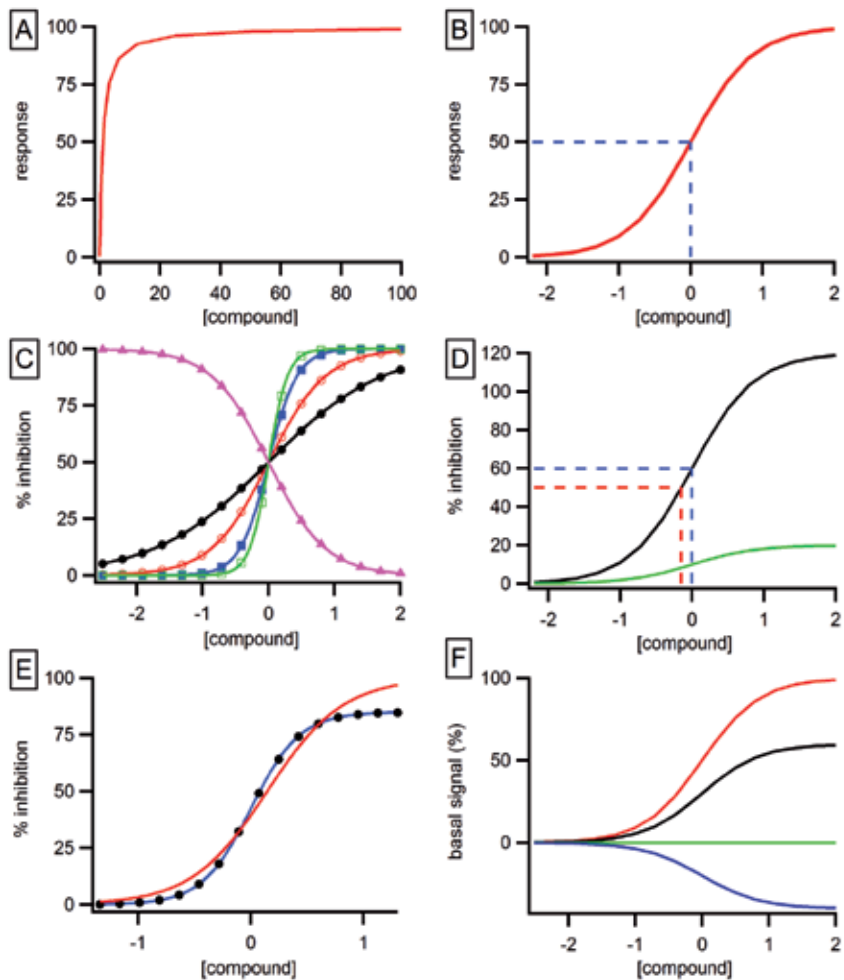 A
100
75
50
25
0
response
0 20 40 60 80 100
[compound]
B
100
75
50
25
0
response
-2 -1 0 1 2
[compound]
C
100
75
50
25
0
% inhibition
-2 -1 0 1 2
[compound]
D
120
100
80
60
40
20
0
% inhibition
-2 -1 0 1 2
[compound]
E
100
75
50
25
0
% inhibition
-1 0 1
[compound]
F
100
50
0
basal signal (%)
-2 -1 0 1 2
[compound]